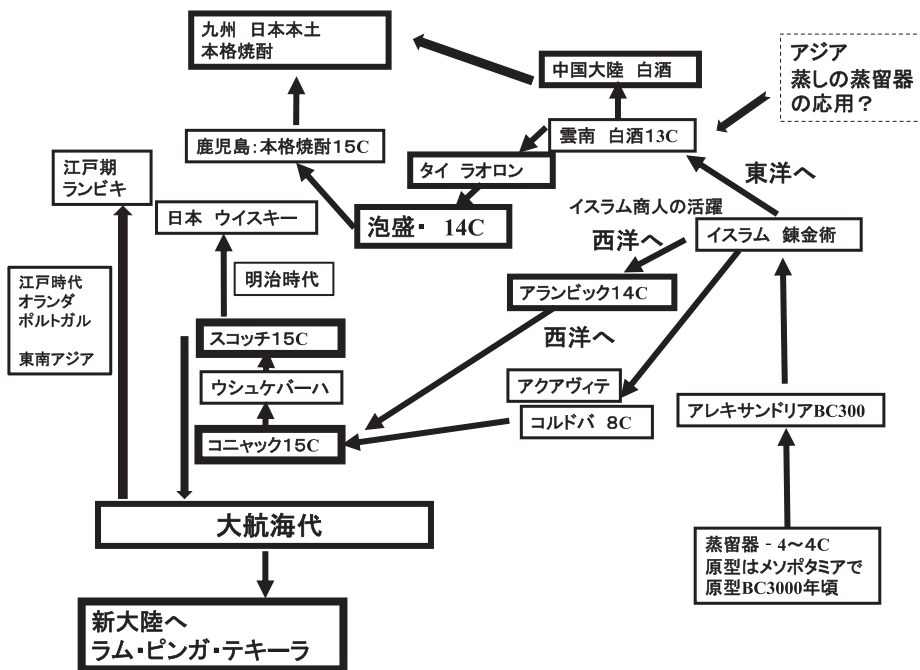 九州 日本本土
本格焼酎
中国大陸 白酒
アジア
蒸しの蒸留器
の応用？
鹿児島：本格焼酎15C
雲南 白酒13C
江戸期
ランビキ
タイ ラオロン
東洋へ
日本 ウイスキー
泡盛・ 14C
イスラム商人の活躍
西洋へ
イスラム 錬金術
江戸時代
オランダ
ポルトガル
東南アジア
明治時代
アランビック14C
スコッチ15C
西洋へ
ウシュケバーハ
アクアヴィテ
コルドバ 8C
アレキサンドリアBC300
コニャック15C
大航海代
蒸留器 - 4～4C
原型はメソポタミアで
原型BC3000年頃
新大陸へ
ラム・ピンガ・テキーラ